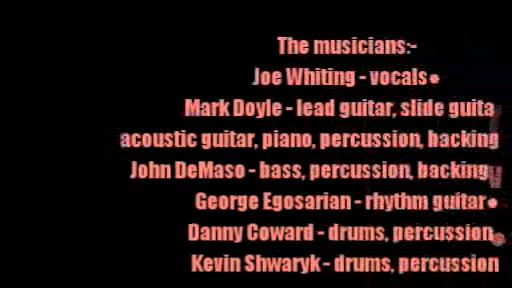 The musicians:-
Joe Whiting - vocals
Mark Doyle - lead guitar, slide guita
acoustic guitar, piano, percussion, backing
John DeMaso - bass, percussion, backing
George Egosarian - rhythm guitar
Danny Coward - drums, percussion
Kevin Shwaryk - drums, percussion